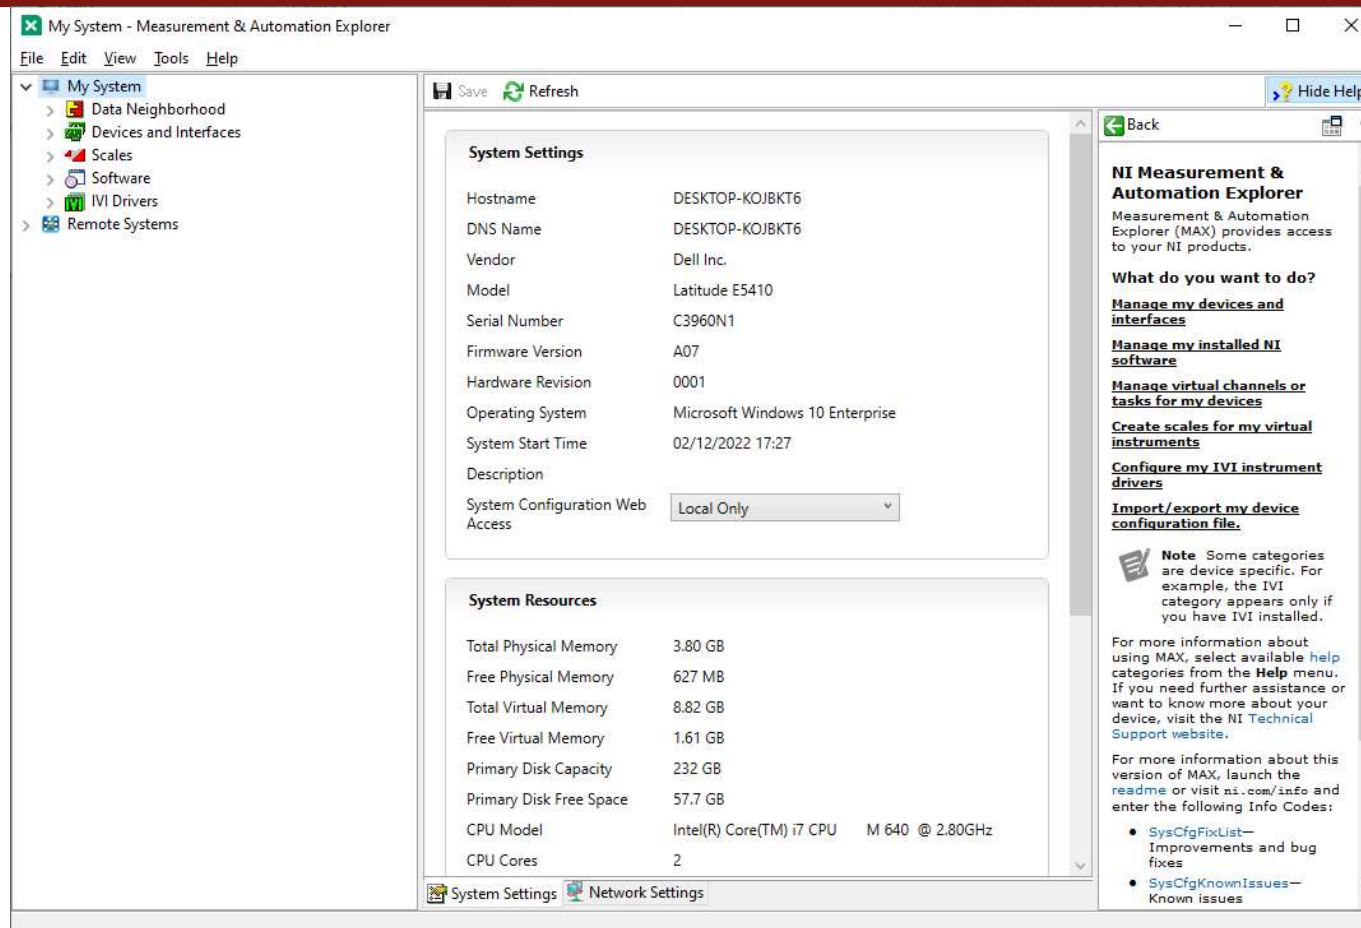 My System - Measurement & Automation Explorer
File Edit View Tools Help
My System
Data Neighborhood
Devices and Interfaces
Scales
Software
IVI Drivers
Remote Systems
Save Refresh
Hide Help
System Settings
Hostname DESKTOP-KOJBKT6
DNS Name DESKTOP-KOJBKT6
Vendor Dell Inc.
Model Latitude E5410
Serial Number C3960N1
Firmware Version A07
Hardware Revision 0001
Operating System Microsoft Windows 10 Enterprise
System Start Time 02/12/2022 17:27
Description
System Configuration Web
Access
Local Only
System Resources
Total Physical Memory 3.80 GB
Free Physical Memory 627 MB
Total Virtual Memory 8.82 GB
Free Virtual Memory 1.61 GB
Primary Disk Capacity 232 GB
Primary Disk Free Space 57.7 GB
CPU Model Intel(R) Core(TM) i7 CPU M 640 @ 2.80GHz
CPU Cores 2
System Settings Network Settings
Back
NI Measurement &
Automation Explorer
Measurement & Automation
Explorer (MAX) provides access
to your NI products.
What do you want to do?
Manage my devices and
interfaces
Manage my installed NI
software
Manage virtual channels or
tasks for my devices
Create scales for my virtual
instruments
Configure my IVI instrument
drivers
Import/export my device
configuration file.
Note Some categories
are device specific. For
example, the IVI
category appears only if
you have IVI installed.
For more information about
using MAX, select available help
categories from the Help menu.
If you need further assistance or
want to know more about your
device, visit the NI Technical
Support website.
For more information about this
version of MAX, launch the
readme or visit ni.com/info and
enter the following Info Codes:
• SysCfgFixList—
Improvements and bug
fixes
• SysCfgKnownIssues—
Known issues